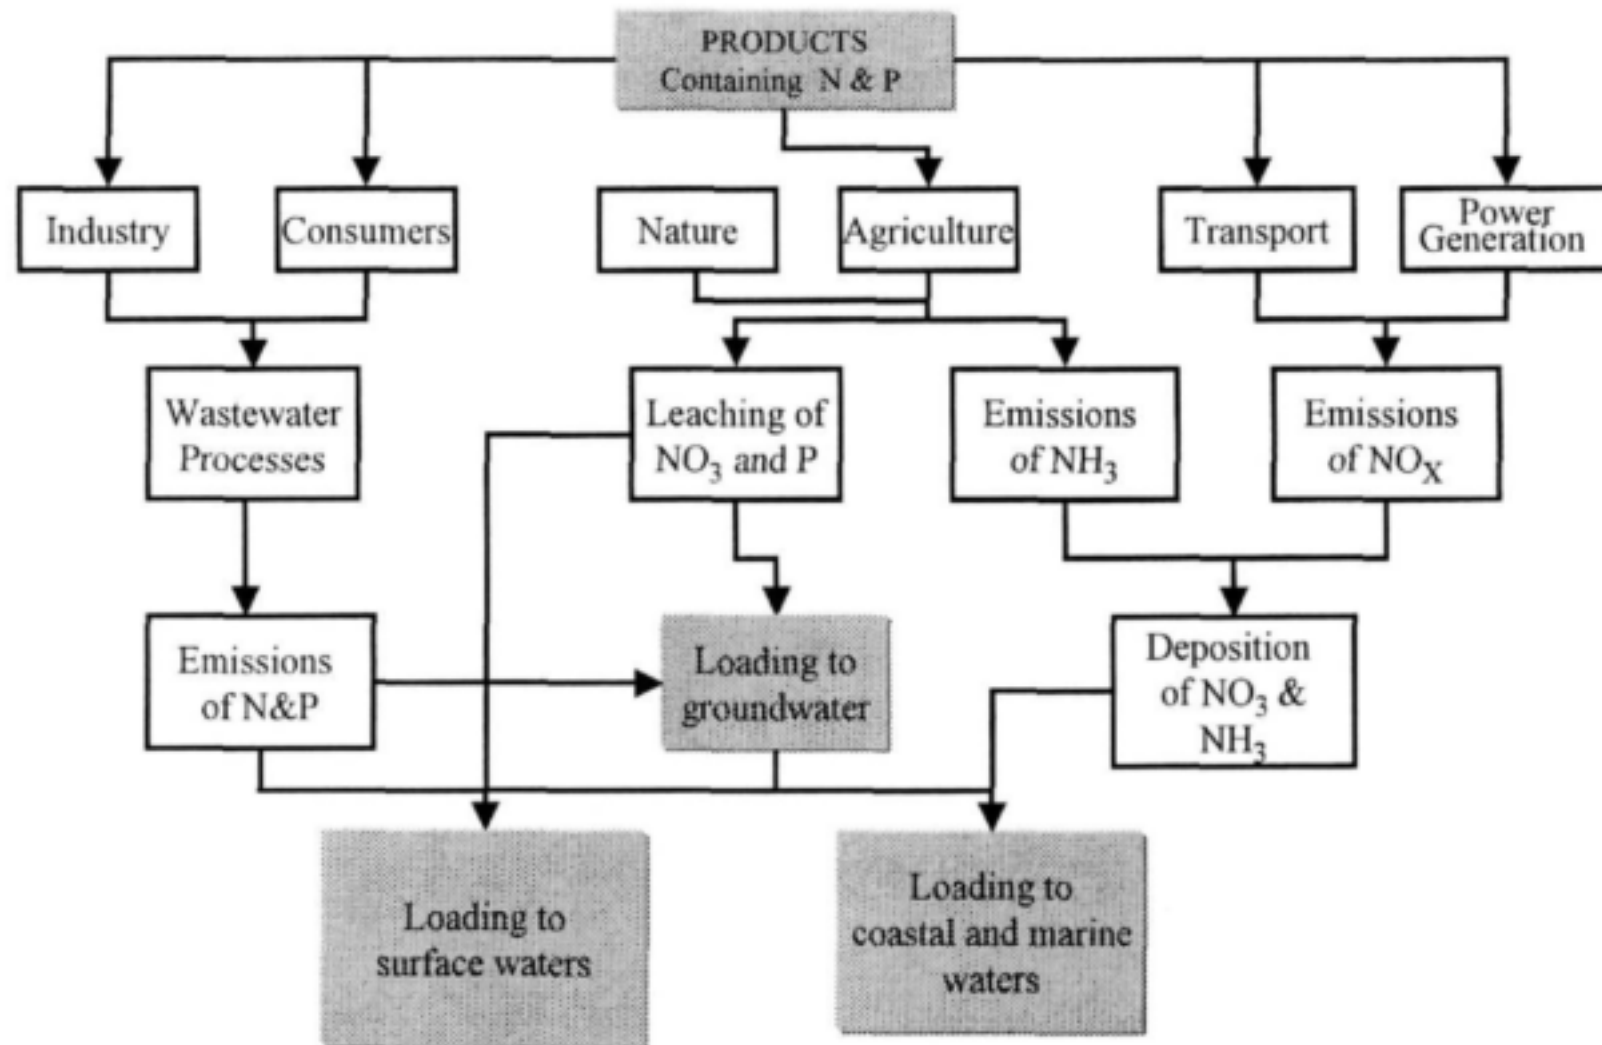 PRODUCTS
Containing N & P
Industry
Consumers
Nature
Agriculture
Transport
Power
Generation
Wastewater
Processes
Leaching of
NO₃ and P
Emissions
of NH₃
Emissions
of NOX
Emissions
of N&P
Loading to
groundwater
Deposition
of NO₃ &
NH₃
Loading to
surface waters
Loading to
coastal and marine
waters